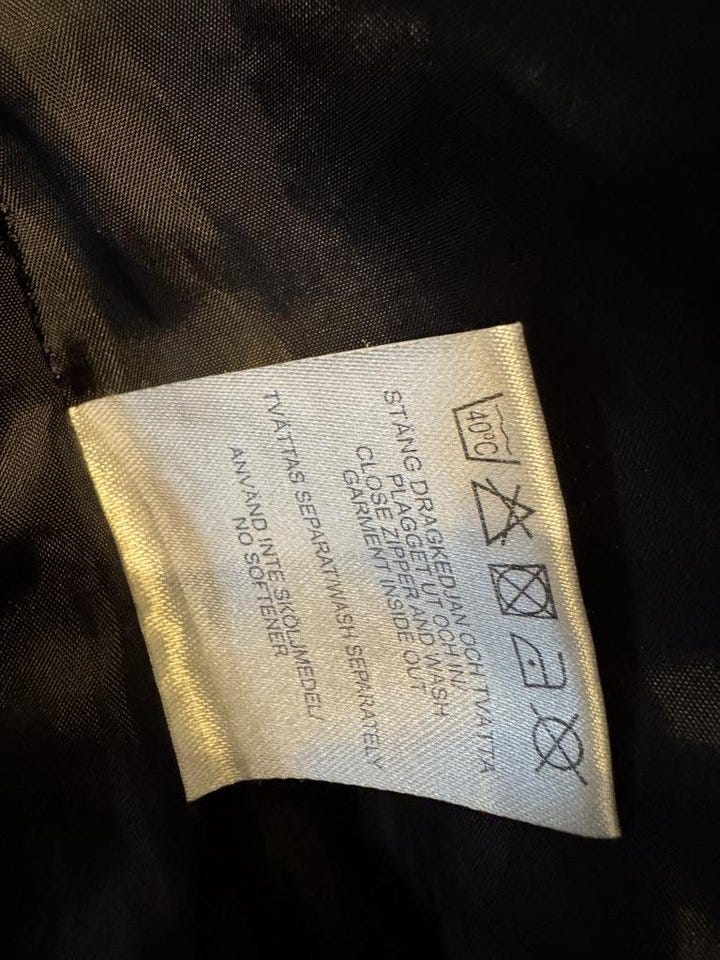 40°C
STÄNG DRAGKEDJAN OCH TVÄTTA
PLAGGET UT OCH IN/
CLOSE ZIPPER AND WASH
GARMENT INSIDE OUT
TVÄTTAS SEPARAT/WASH SEPARATELY
ANVÄND INTE SKÖLJMEDEL/
NO SOFTENER